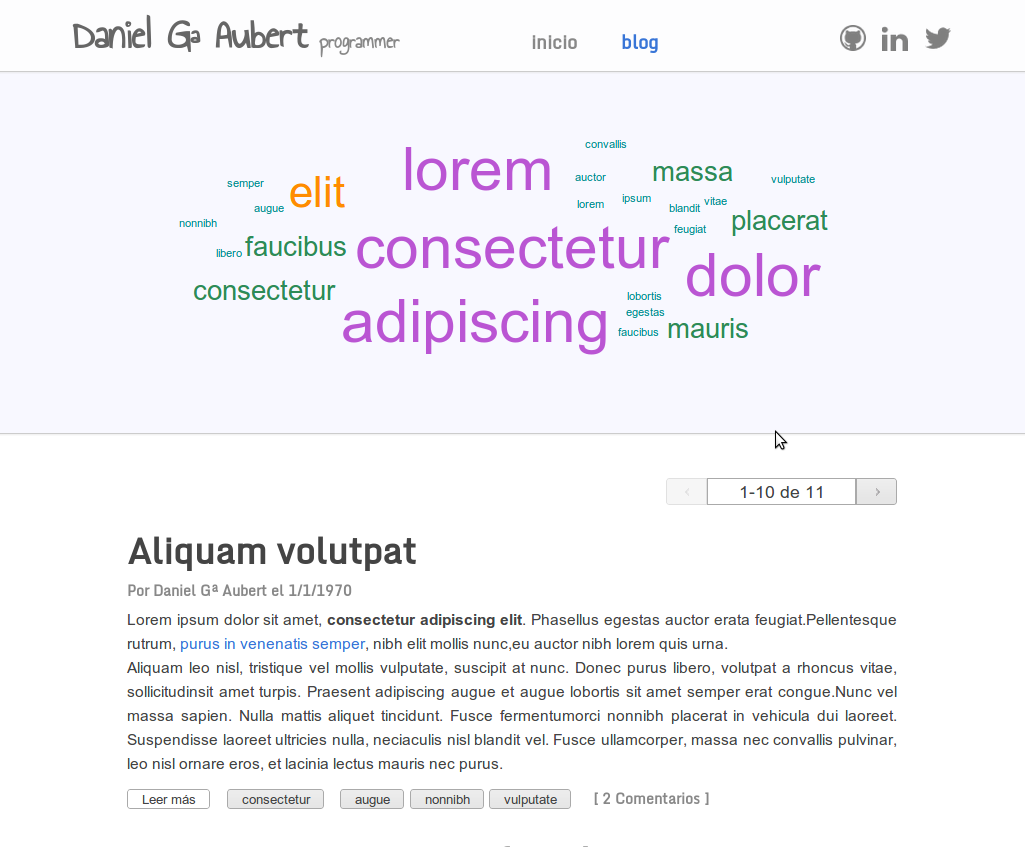 Daniel Ga Aubert programmer
inicio blog
convallis
lorem
massa
auctor
vulputate
semper
elit
ipsum
vitae
lorem
augue
blandit
nonnibh
placerat
feugiat
faucibus
consectetur
libero
dolor
consectetur
lobortis
egestas
adipiscing
faucibus
mauris
‹ 1-10 de 11 ›
Aliquam volutpat
Por Daniel Gª Aubert el 1/1/1970
Lorem ipsum dolor sit amet, consectetur adipiscing elit. Phasellus egestas auctor erata feugiat.Pellentesque
rutrum, purus in venenatis semper, nibh elit mollis nunc,eu auctor nibh lorem quis urna.
Aliquam leo nisl, tristique vel mollis vulputate, suscipit at nunc. Donec purus libero, volutpat a rhoncus vitae,
sollicitudinsit amet turpis. Praesent adipiscing augue et augue lobortis sit amet semper erat congue.Nunc vel
massa sapien. Nulla mattis aliquet tincidunt. Fusce fermentumorci nonnibh placerat in vehicula dui laoreet.
Suspendisse laoreet ultricies nulla, neciaculis nisl blandit vel. Fusce ullamcorper, massa nec convallis pulvinar,
leo nisl ornare eros, et lacinia lectus mauris nec purus.
Leer más consectetur augue nonnibh vulputate [ 2 Comentarios ]